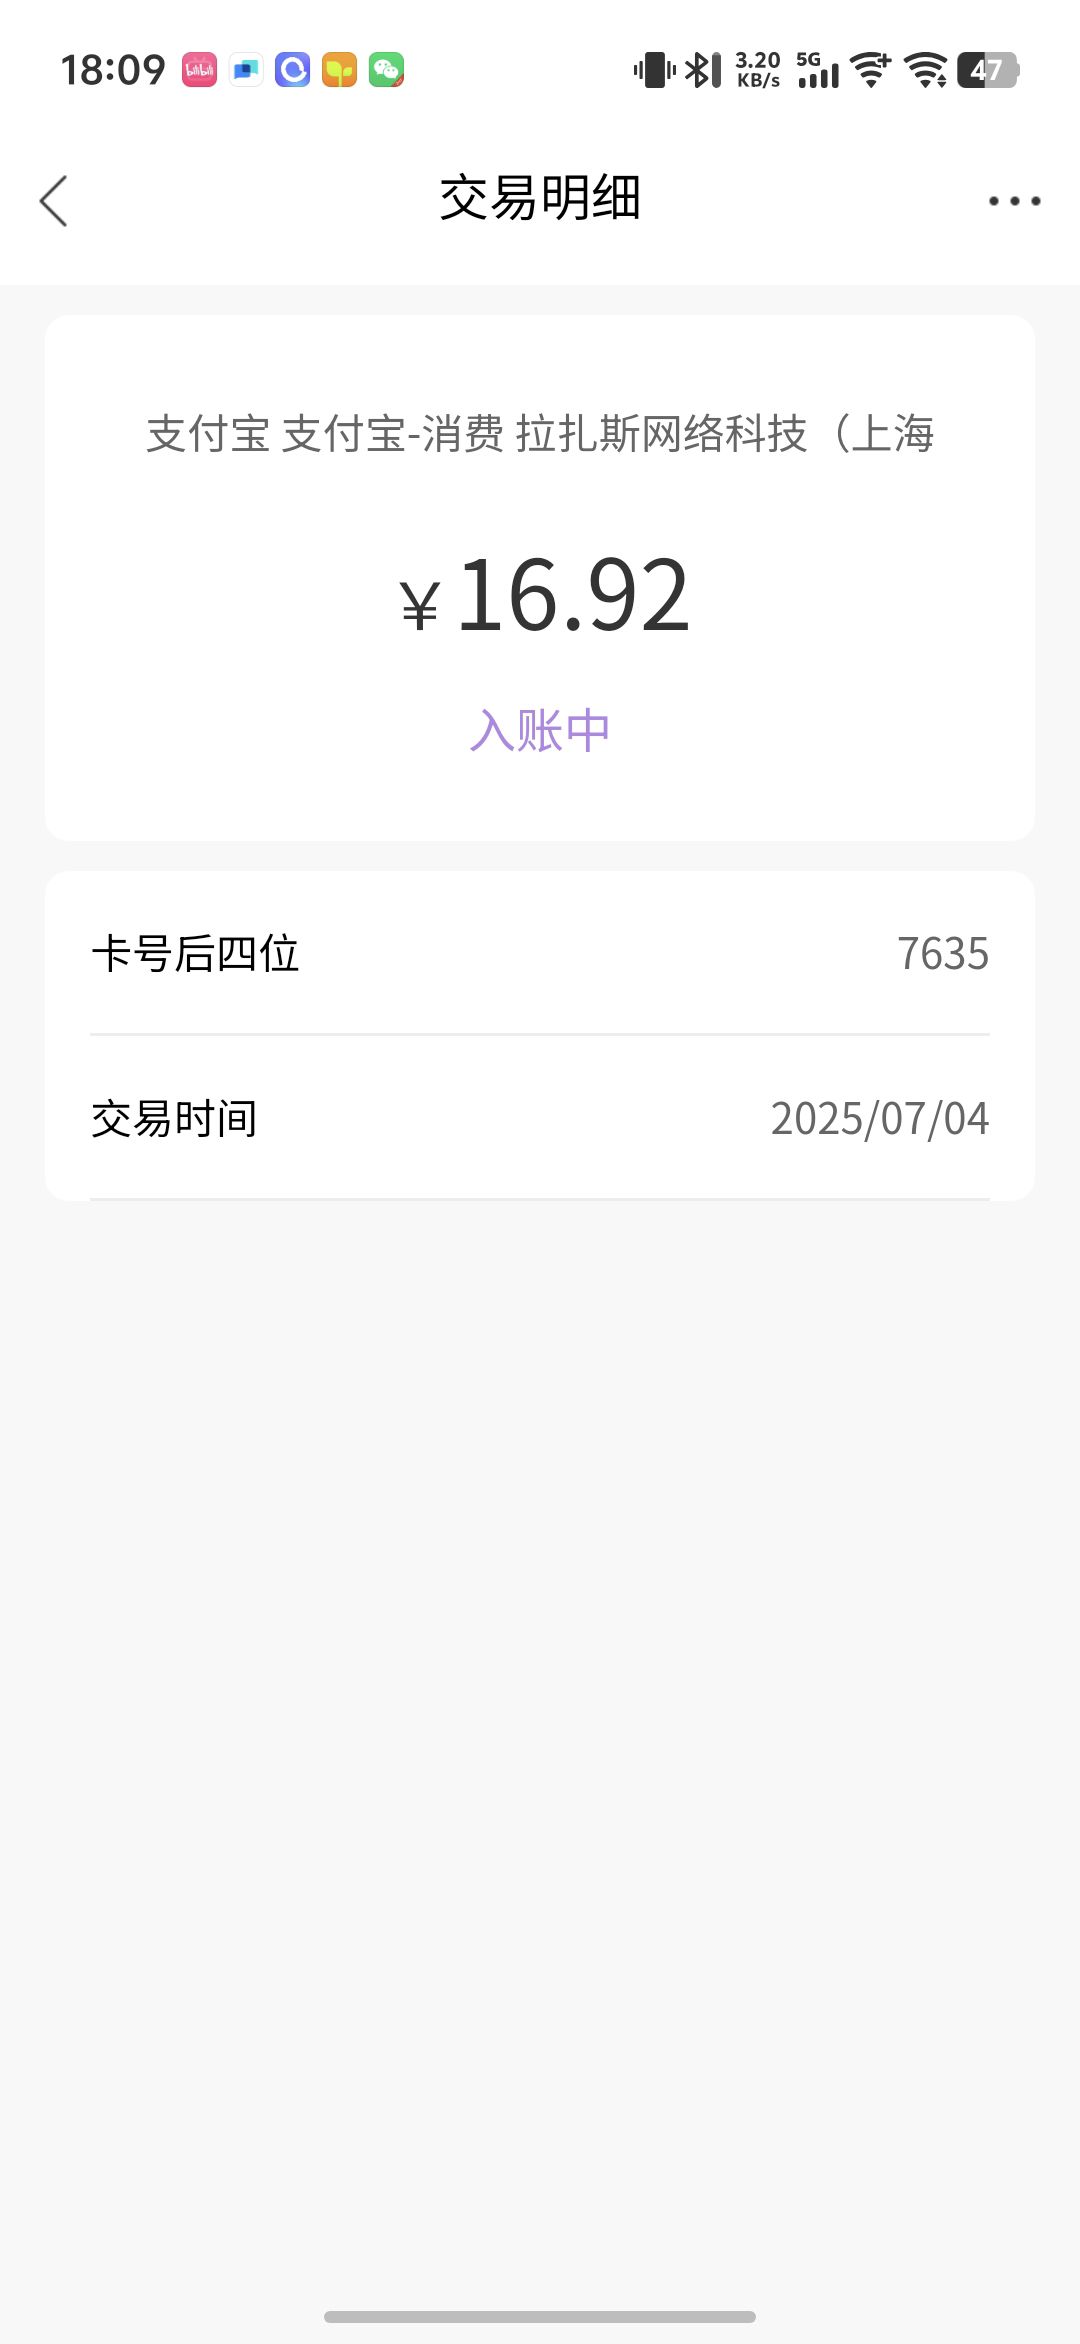 18:09 bilibili 3.20 KB/s 5G 47
交易明细
支付宝 支付宝-消费 拉扎斯网络科技（上海
¥16.92
入账中
卡号后四位 7635
交易时间 2025/07/04